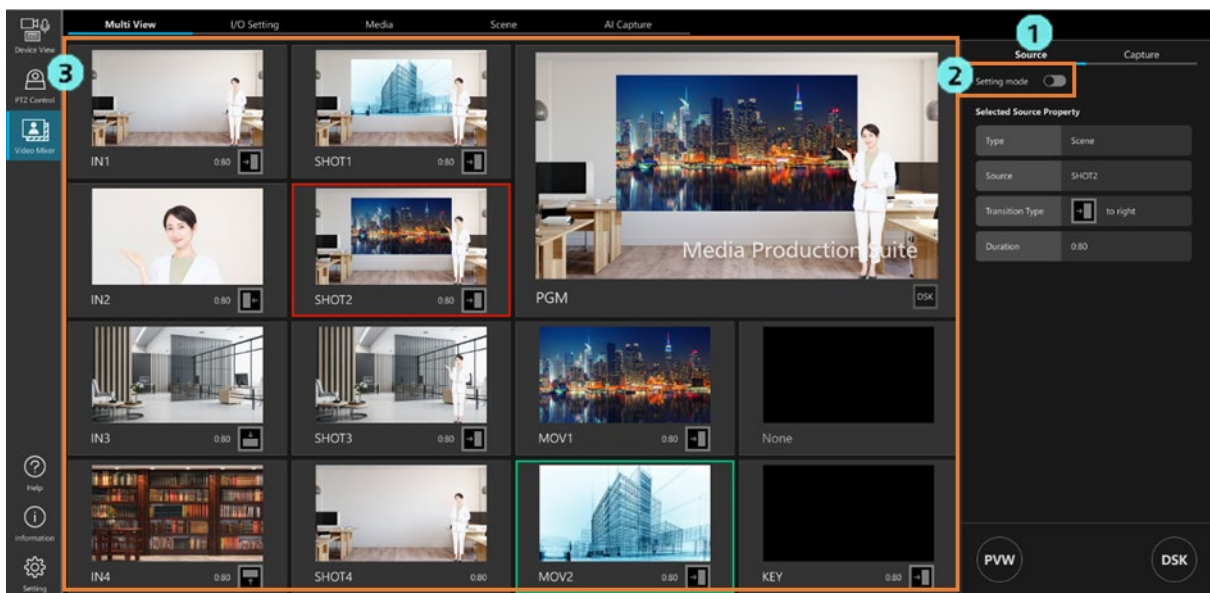 Multi View I/O Setting Media Scene AI Capture
Device View
PTZ Control
Video Mixer
Help
Information
Setting
3
IN1 0:80
SHOT1 0:80
Media Production Suite
PGM DSK
IN2 0:80
SHOT2 0:80
IN3 0:80
SHOT3 0:80
MOV1 0:80
None
IN4 0:80
SHOT4 0:80
MOV2 0:80
KEY 0:80
1
Source Capture
2
Setting mode
Selected Source Property
Type Scene
Source SHOT2
Transition Type to right
Duration 0:80
PVW DSK